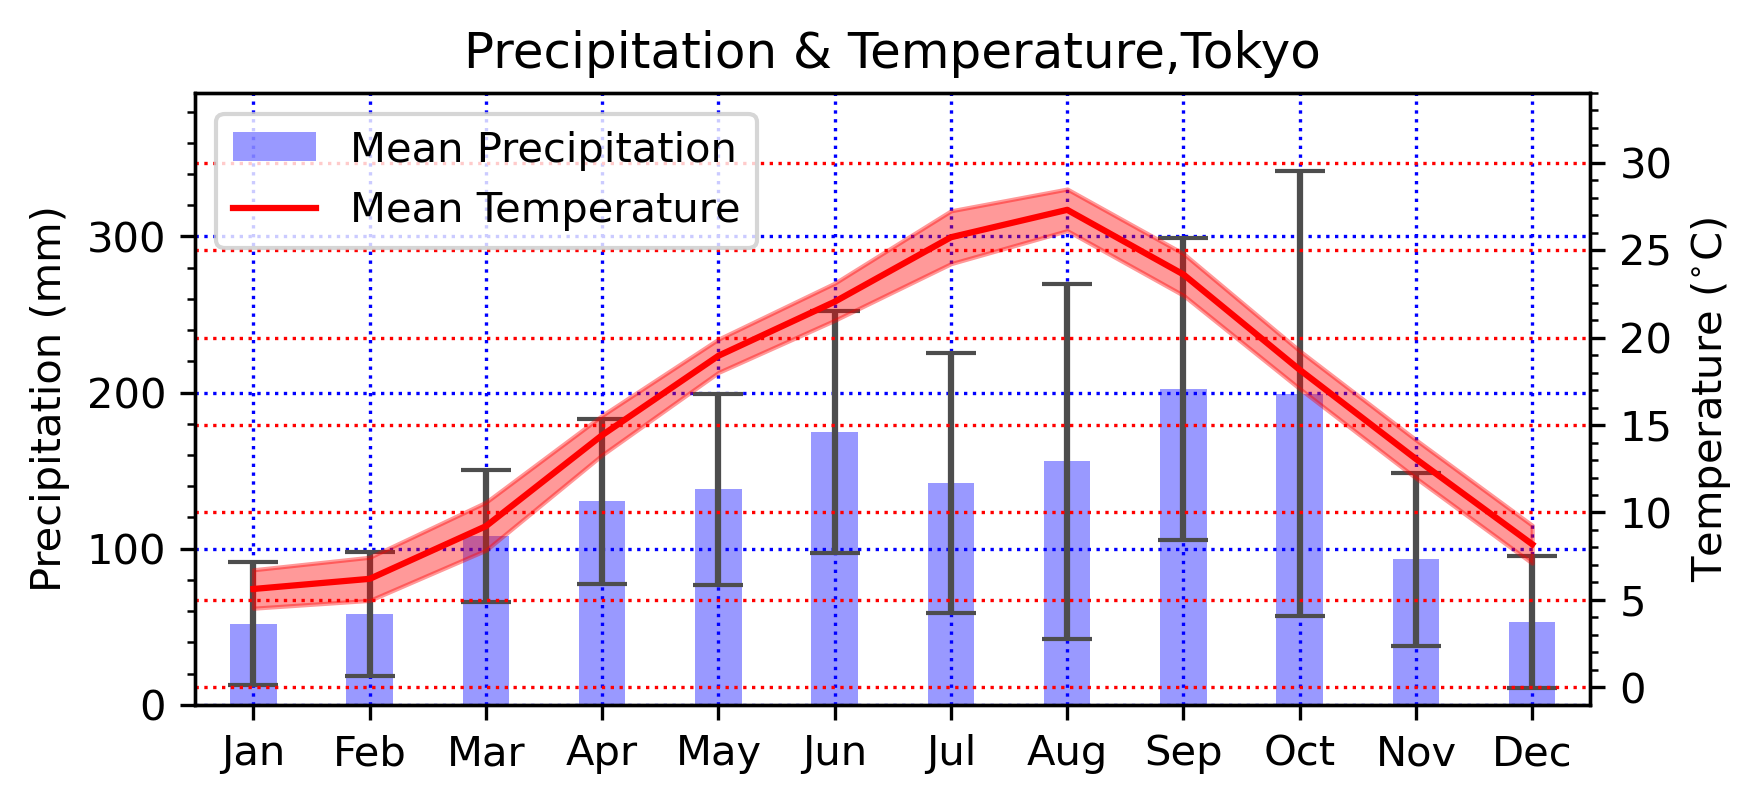 Precipitation & Temperature,Tokyo
Mean Precipitation
Mean Temperature
Precipitation (mm)
300
200
100
0
30
25
20
15
10
5
0
Temperature (°C)
Jan Feb Mar Apr May Jun Jul Aug Sep Oct Nov Dec